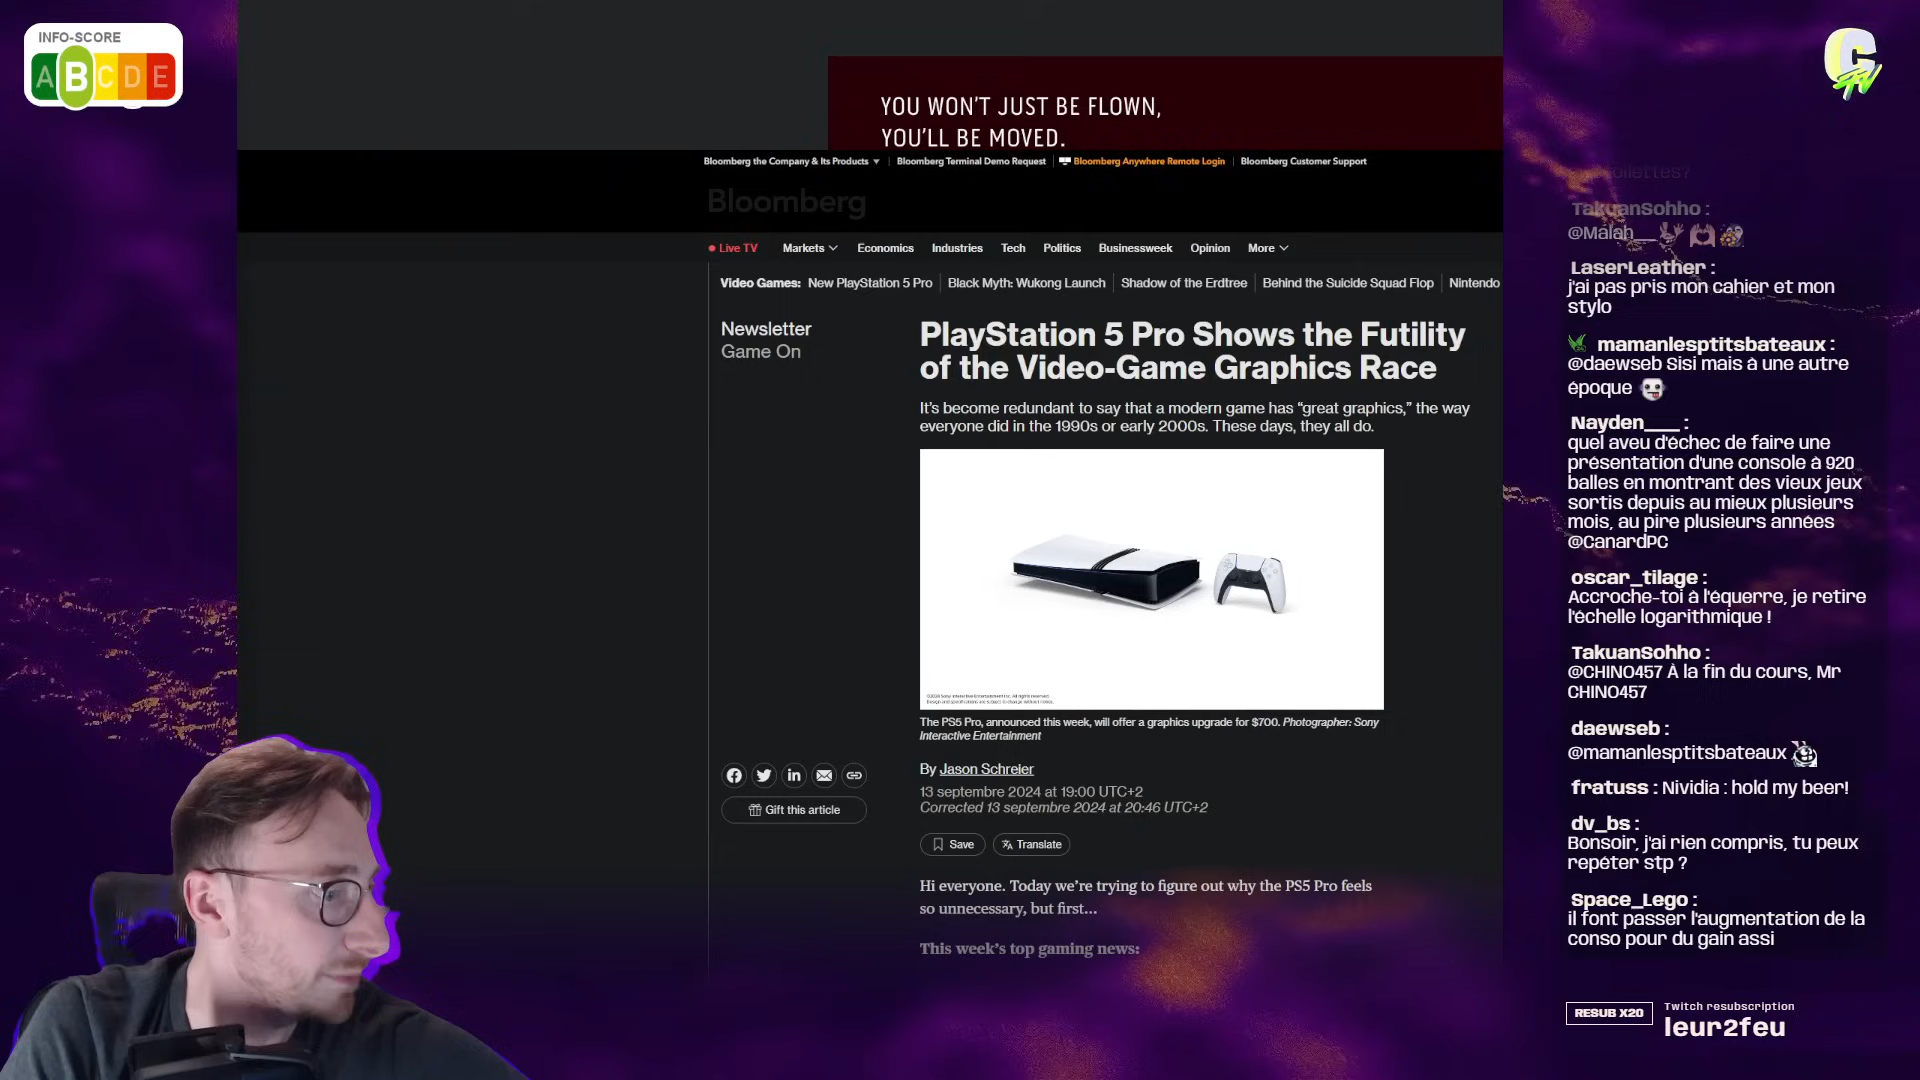 INFO-SCORE
A B C D E
YOU WON'T JUST BE FLOWN,
YOU'LL BE MOVED.
Bloomberg the Company & Its Products
Bloomberg Terminal Demo Request
Bloomberg Anywhere Remote Login
Bloomberg Customer Support
Bloomberg
Live TV Markets Economics Industries Tech Politics Businessweek Opinion More
Video Games: New PlayStation 5 Pro Black Myth: Wukong Launch Shadow of the Erdtree Behind the Suicide Squad Flop Nintendo
Newsletter
Game On
PlayStation 5 Pro Shows the Futility
of the Video-Game Graphics Race
It's become redundant to say that a modern game has “great graphics,” the way
everyone did in the 1990s or early 2000s. These days, they all do.
The PS5 Pro, announced this week, will offer a graphics upgrade for $700. Photographer: Sony
Interactive Entertainment
Gift this article
By Jason Schreier
13 septembre 2024 at 19:00 UTC+2
Corrected 13 septembre 2024 at 20:46 UTC+2
Save Translate
Hi everyone. Today we're trying to figure out why the PS5 Pro feels
so unnecessary, but first...
This week's top gaming news:
TakuanSohho :
@Malah__
LaserLeather :
j'ai pas pris mon cahier et mon
stylo
mamanlesptitsbateaux :
@daewseb Sisi mais à une autre
époque
Nayden___ :
quel aveu d'échec de faire une
présentation d'une console à 920
balles en montrant des vieux jeux
sortis depuis au mieux plusieurs
mois, au pire plusieurs années
@CanardPC
oscar_tilage :
Accroche-toi à l'équerre, je retire
l'échelle logarithmique !
TakuanSohho :
@CHINO457 À la fin du cours, Mr
CHINO457
daewseb :
@mamanlesptitsbateaux
fratuss : Nividia : hold my beer!
dv_bs :
Bonsoir, j'ai rien compris, tu peux
repéter stp ?
Space_Lego :
il font passer l'augmentation de la
conso pour du gain assi
RESUB X20
Twitch resubscription
leur2feu